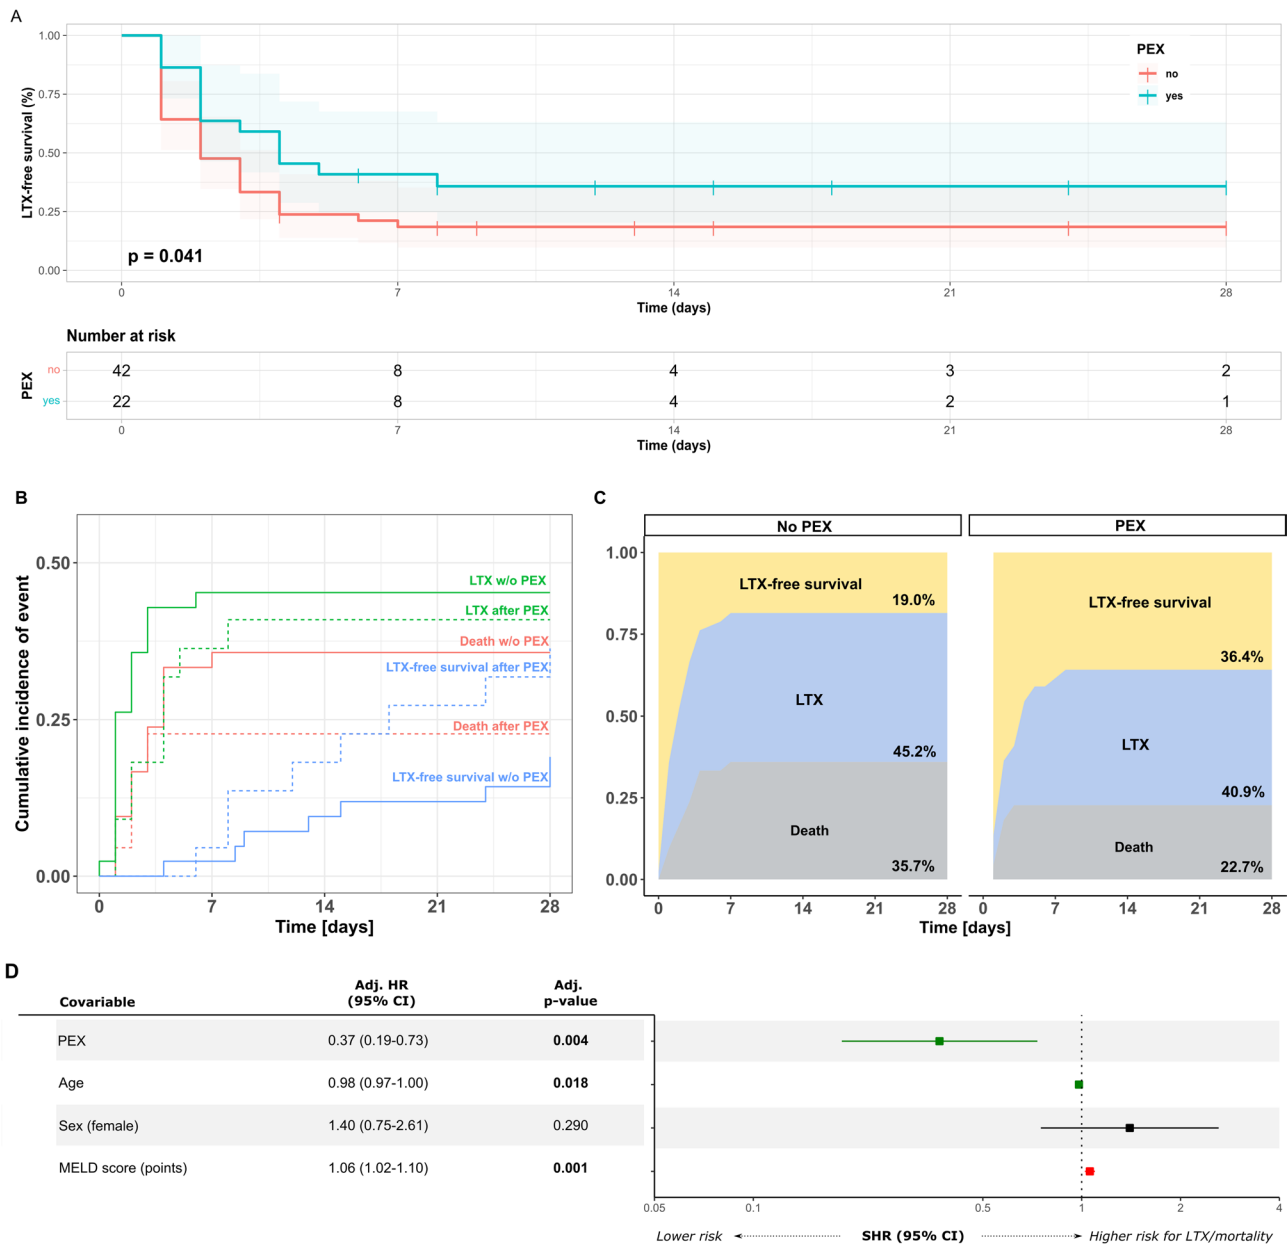 A
LTX-free survival (%)
1.00
0.75
0.50
0.25
0.00
p = 0.041
PEX
no
yes
0 7 14 21 28
Time (days)
Number at risk
PEX
no 42 8 4 3 2
yes 22 8 4 2 1
0 7 14 21 28
Time (days)
B
Cumulative incidence of event
0.50
0.25
0.00
LTX w/o PEX
LTX after PEX
Death w/o PEX
LTX-free survival after PEX
Death after PEX
LTX-free survival w/o PEX
0 7 14 21 28
Time [days]
C
No PEX PEX
1.00
0.75
0.50
0.25
0.00
LTX-free survival
19.0%
LTX
45.2%
Death
35.7%
LTX-free survival
36.4%
LTX
40.9%
Death
22.7%
0 7 14 21 28 0 7 14 21 28
Time [days]
D
Covariable Adj. HR (95% CI) Adj. p-value
PEX 0.37 (0.19-0.73) 0.004
Age 0.98 (0.97-1.00) 0.018
Sex (female) 1.40 (0.75-2.61) 0.290
MELD score (points) 1.06 (1.02-1.10) 0.001
0.05 0.1 0.5 1 2 4
Lower risk SHR (95% CI) Higher risk for LTX/mortality